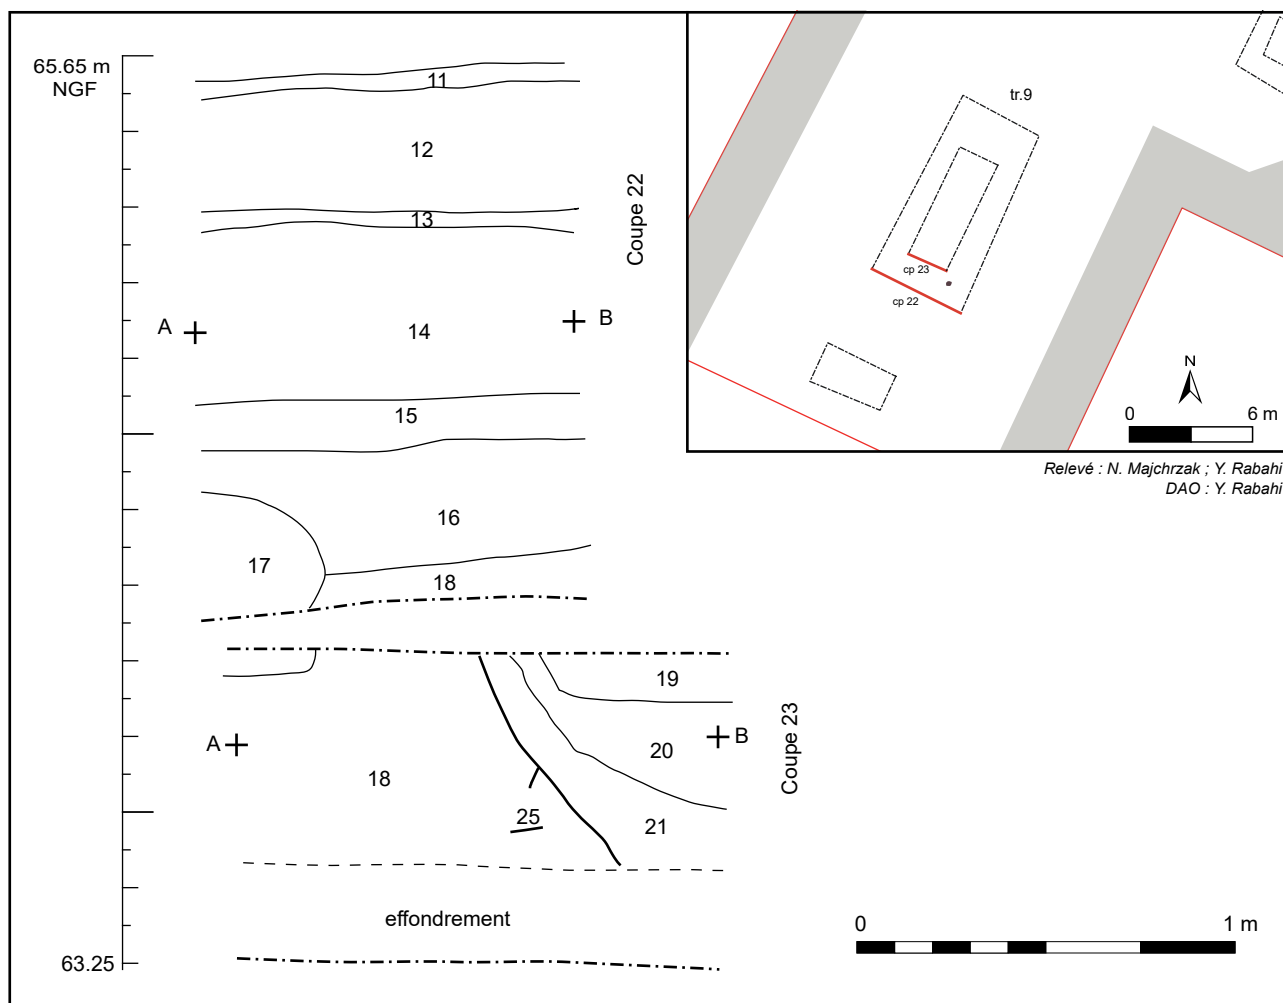 65.65 m
NGF
11
12
13
14
A
B
15
16
17
18
Coupe 22
19
20
A
B
18
25
21
Coupe 23
effondrement
63.25
tr.9
cp 23
cp 22
N
0 6 m
Relevé : N. Majchrzak ; Y. Rabahi
DAO : Y. Rabahi
0 1 m